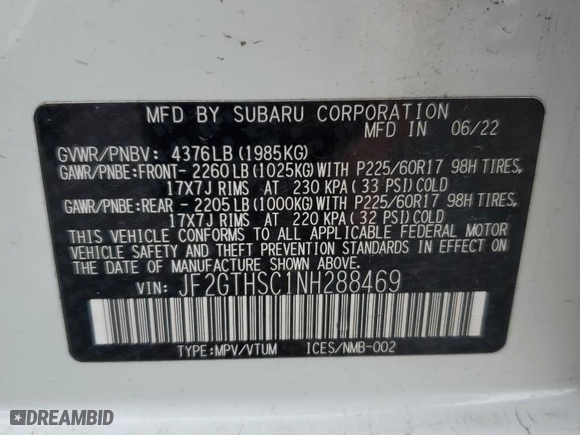 MFD BY SUBARU CORPORATION
MFD IN 06/22
GVWR/PNBV: 4376LB(1985KG)
GAWR/PNBE:FRONT- 2260LB(1025KG)WITH P225/60R17 98H TIRES,
17X7J RIMS AT 230 KPA(33 PSI)COLD
GAWR/PNBE:REAR - 2205LB(1000KG)WITH P225/60R17 98H TIRES,
17X7J RIMS AT 220 KPA(32 PSI)COLD
THIS VEHICLE CONFORMS TO ALL APPLICABLE FEDERAL MOTOR
VEHICLE SAFETY AND THEFT PREVENTION STANDARDS IN EFFECT ON
THE DATE OF MANUFACTURE SHOWN ABOVE.
VIN: JF2GTHSC1NH288469
TYPE:MPV/VTUM ICES/NMB-002
DREAMBID